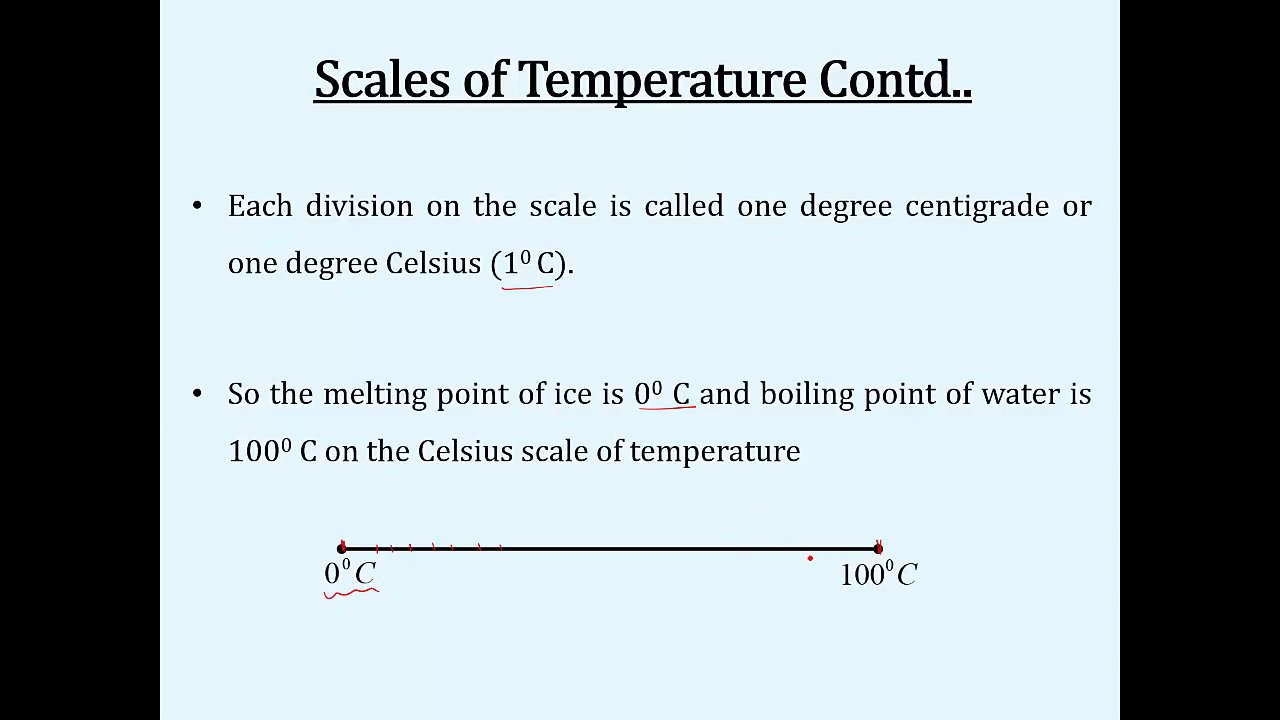 Scales of Temperature Contd..
• Each division on the scale is called one degree centigrade or
one degree Celsius (1⁰ C).
• So the melting point of ice is 0⁰ C and boiling point of water is
100⁰ C on the Celsius scale of temperature
0⁰C 100⁰C